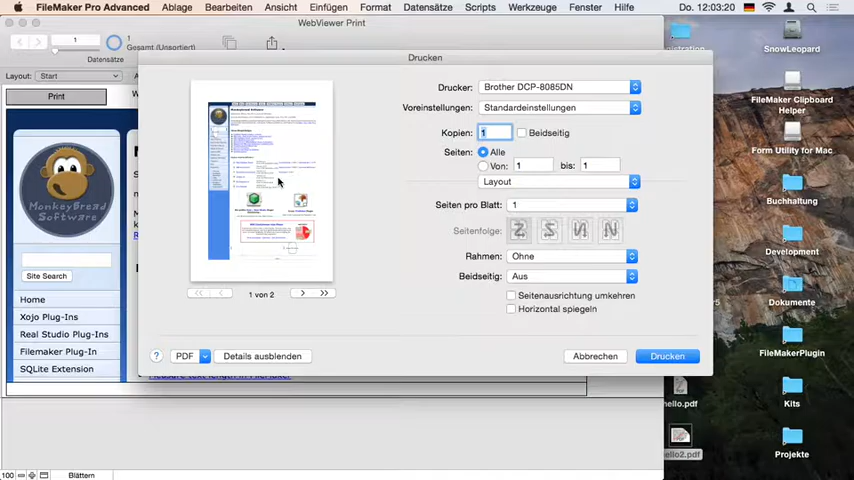 FileMaker Pro Advanced Ablage Bearbeiten Ansicht Einfügen Format Datensätze Scripts Werkzeuge Fenster Hilfe Do. 12:03:20
WebViewer Print
1
Gesamt (Unsortiert)
Datensätze
Layout: Start
Print
MONKEYBREAD
SOFTWARE
Site Search
Home
Xojo Plug-Ins
Real Studio Plug-Ins
Filemaker Plug-In
SQLite Extension
Drucken
Drucker: Brother DCP-8085DN
Voreinstellungen: Standardeinstellungen
Kopien: 1 Beidseitig
Seiten: Alle
Von: 1 bis: 1
Layout
Seiten pro Blatt: 1
Seitenfolge:
Rahmen: Ohne
Beidseitig: Aus
Seitenausrichtung umkehren
Horizontal spiegeln
1 von 2
? PDF Details ausblenden Abbrechen Drucken
100 Blättern
SnowLeopard
FileMaker Clipboard
Helper
Form Utility for Mac
Buchhaltung
Development
Dokumente
FileMakerPlugin
Kits
Projekte